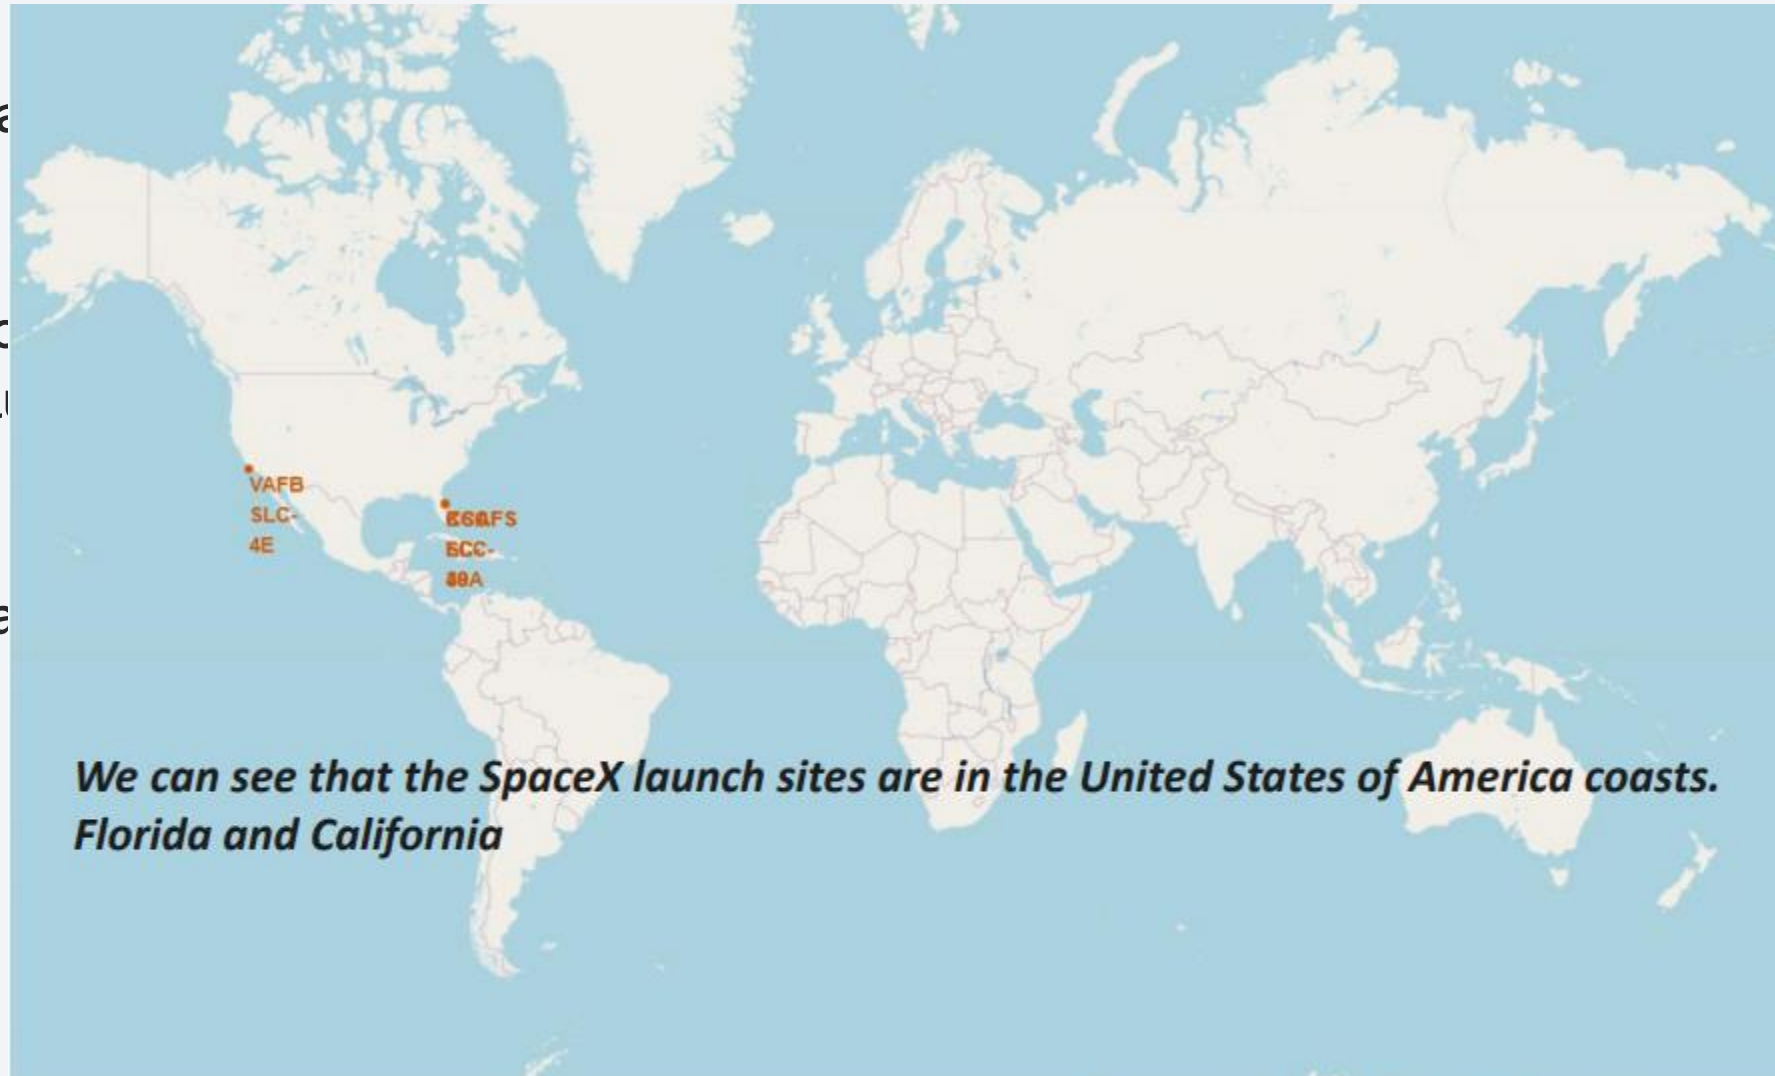 VAFB
SLC-
4E
We can see that the SpaceX launch sites are in the United States of America coasts.
Florida and California